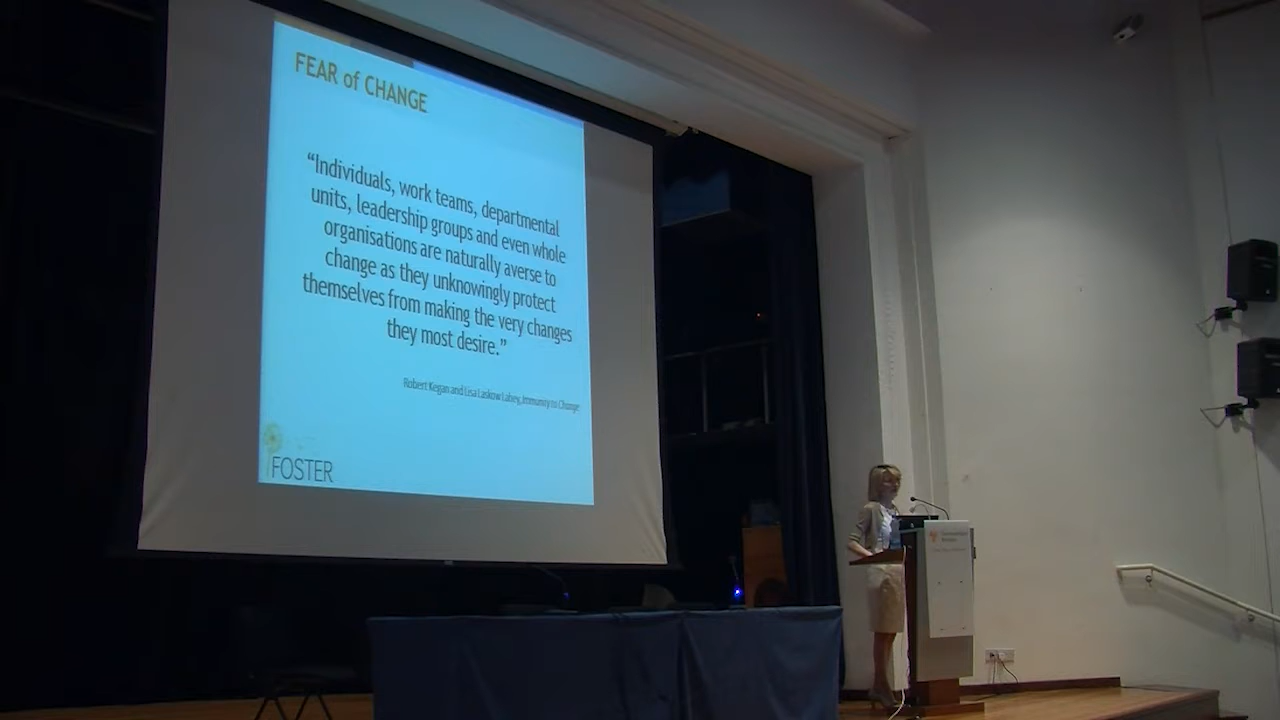 FEAR of CHANGE
“Individuals, work teams, departmental
units, leadership groups and even whole
organisations are naturally averse to
change as they unknowingly protect
themselves from making the very changes
they most desire.”
Robert Kegan and Lisa Laskow Lahey, Immunity to Change
FOSTER